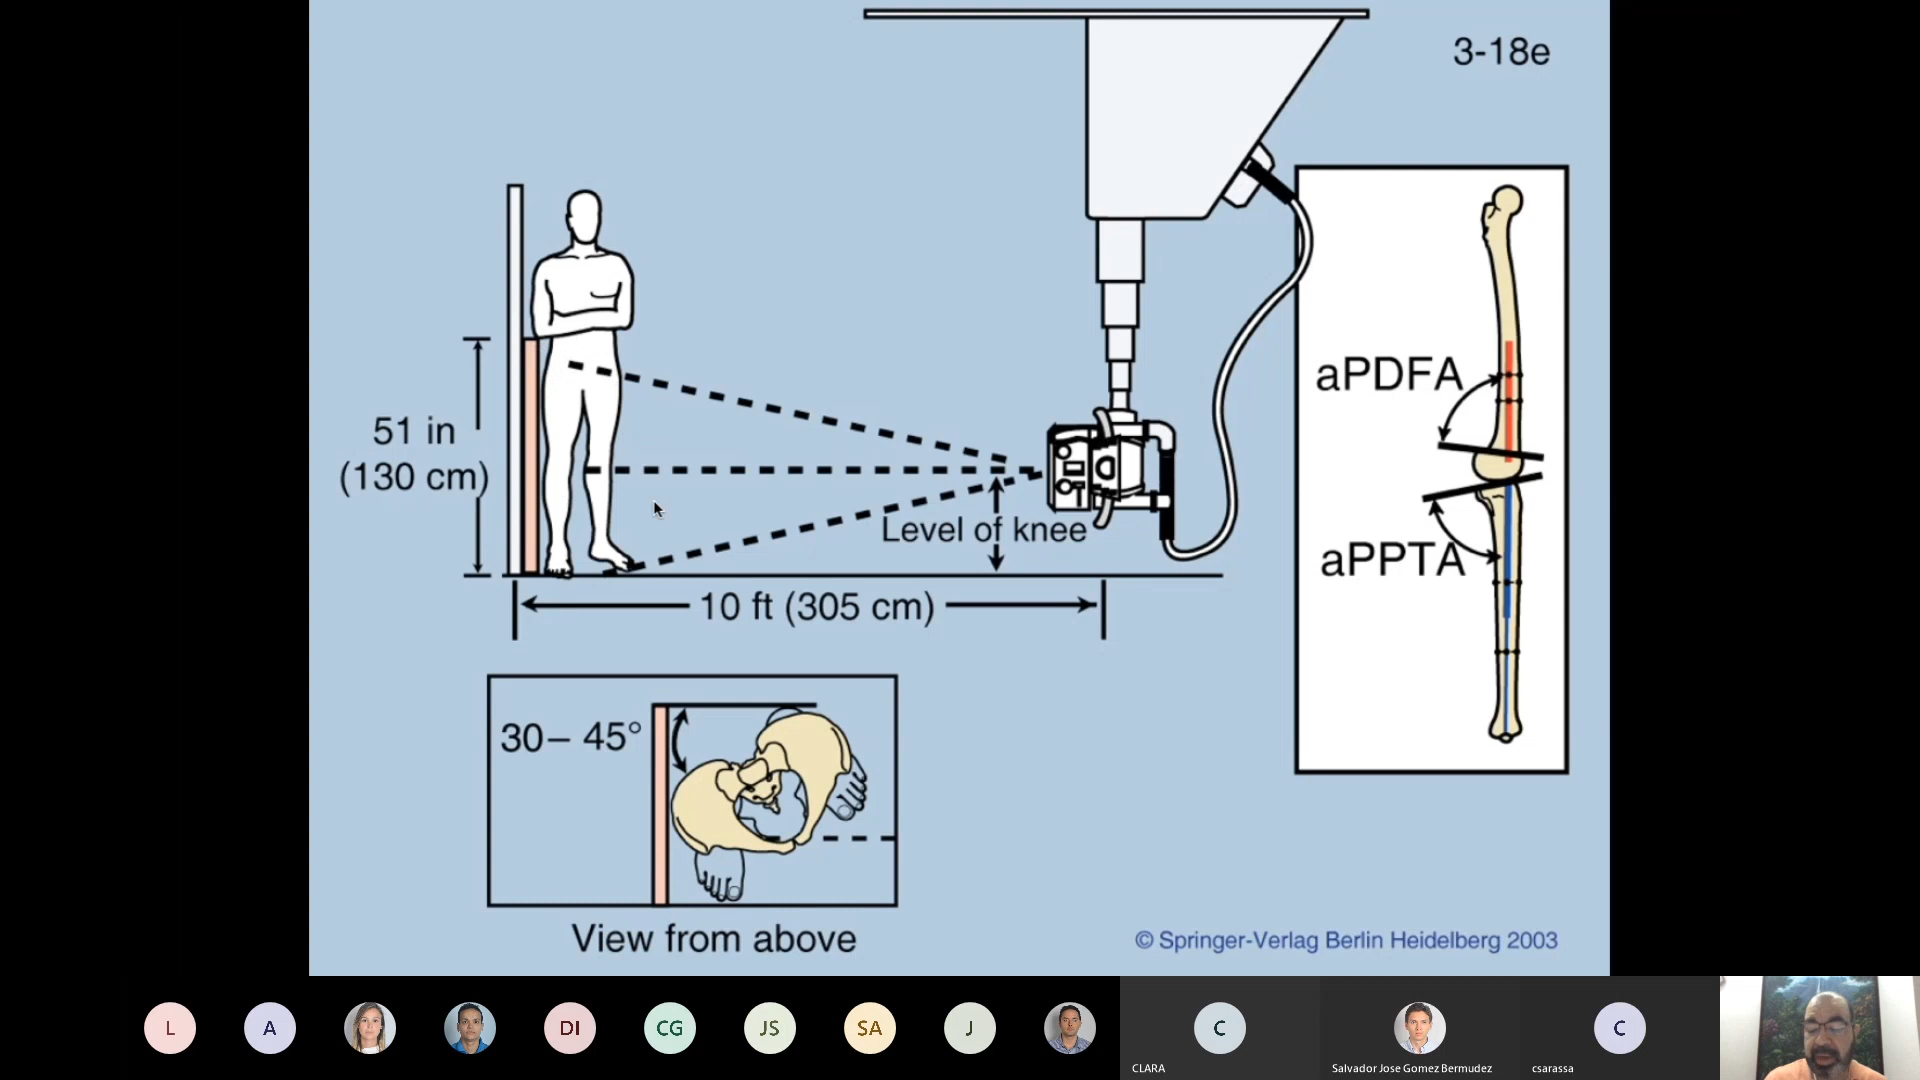 3-18e
51 in
(130 cm)
Level of knee
10 ft (305 cm)
aPDFA
aPPTA
30– 45°
View from above
© Springer-Verlag Berlin Heidelberg 2003
L
A
DI
CG
JS
SA
J
C
C
CLARA
Salvador Jose Gomez Bermudez
csarassa